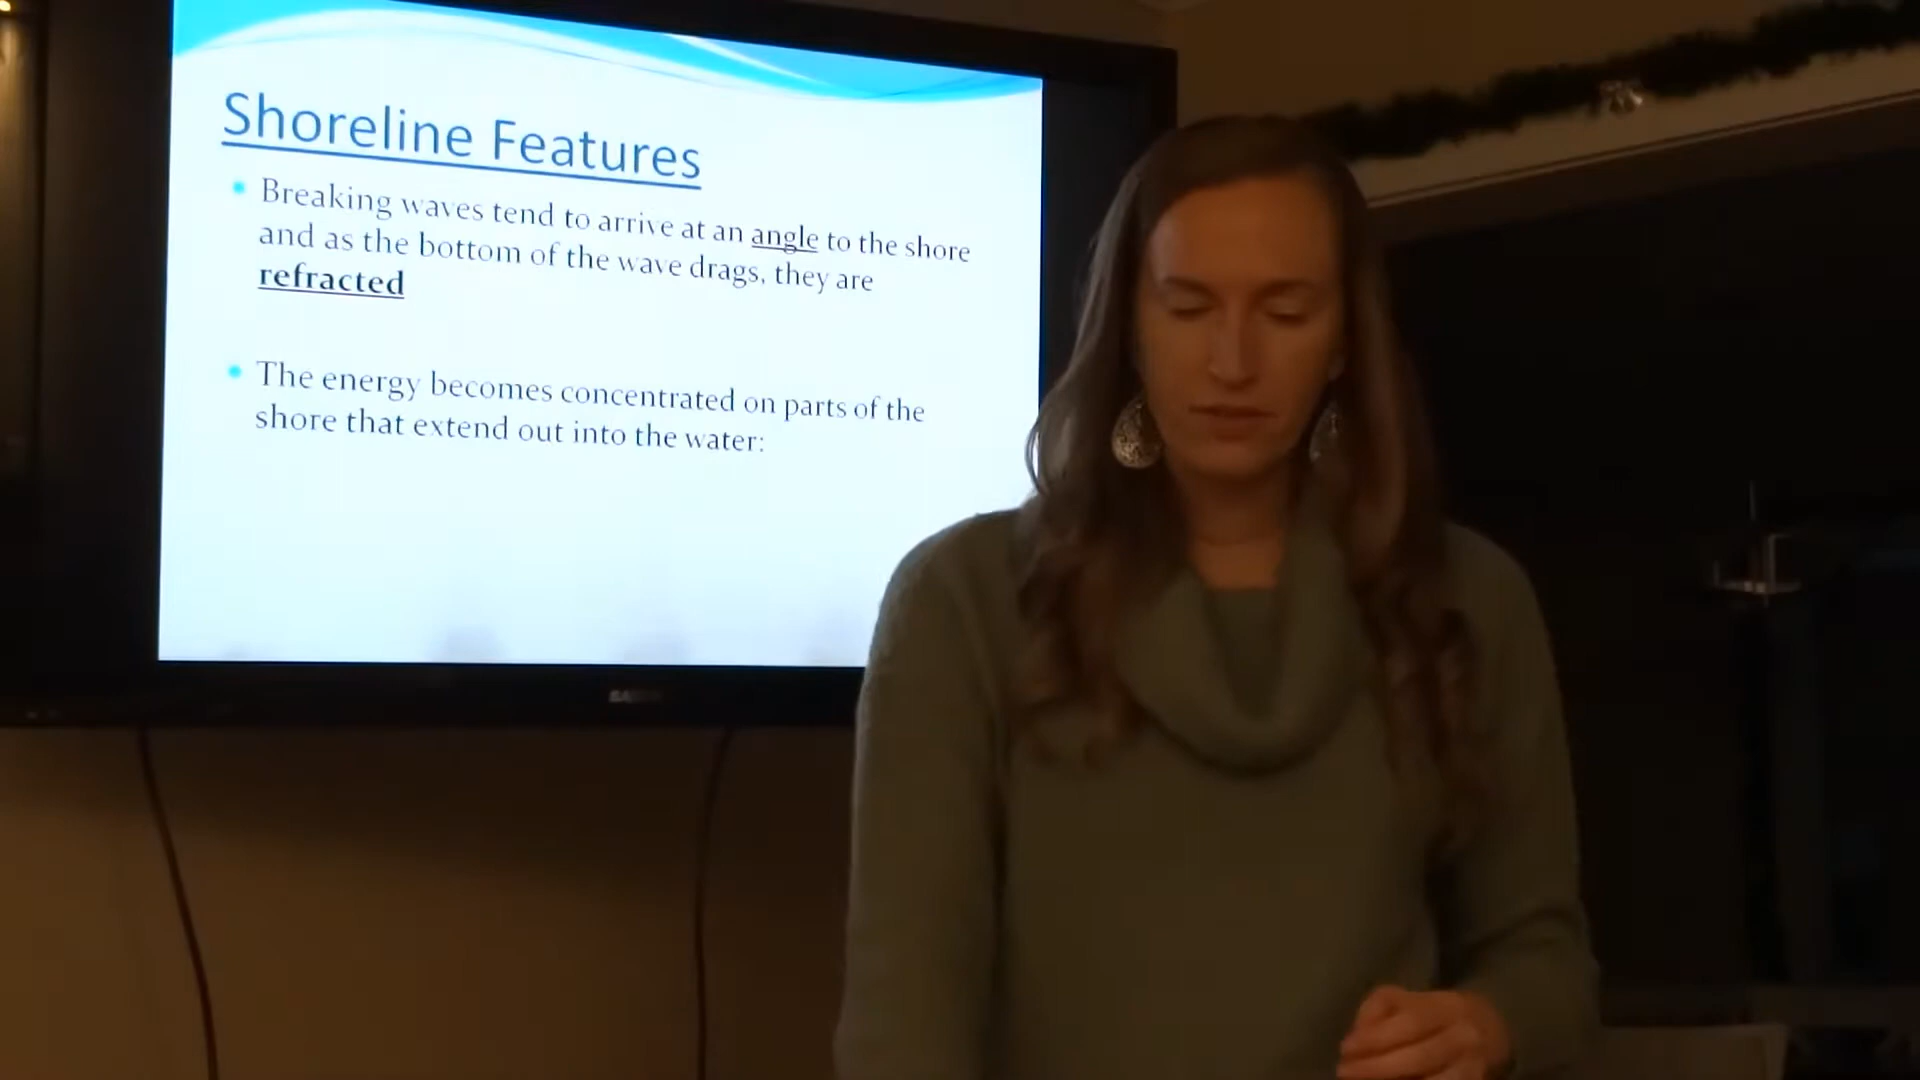 Shoreline Features
Breaking waves tend to arrive at an angle to the shore
and as the bottom of the wave drags, they are
refracted
The energy becomes concentrated on parts of the
shore that extend out into the water: